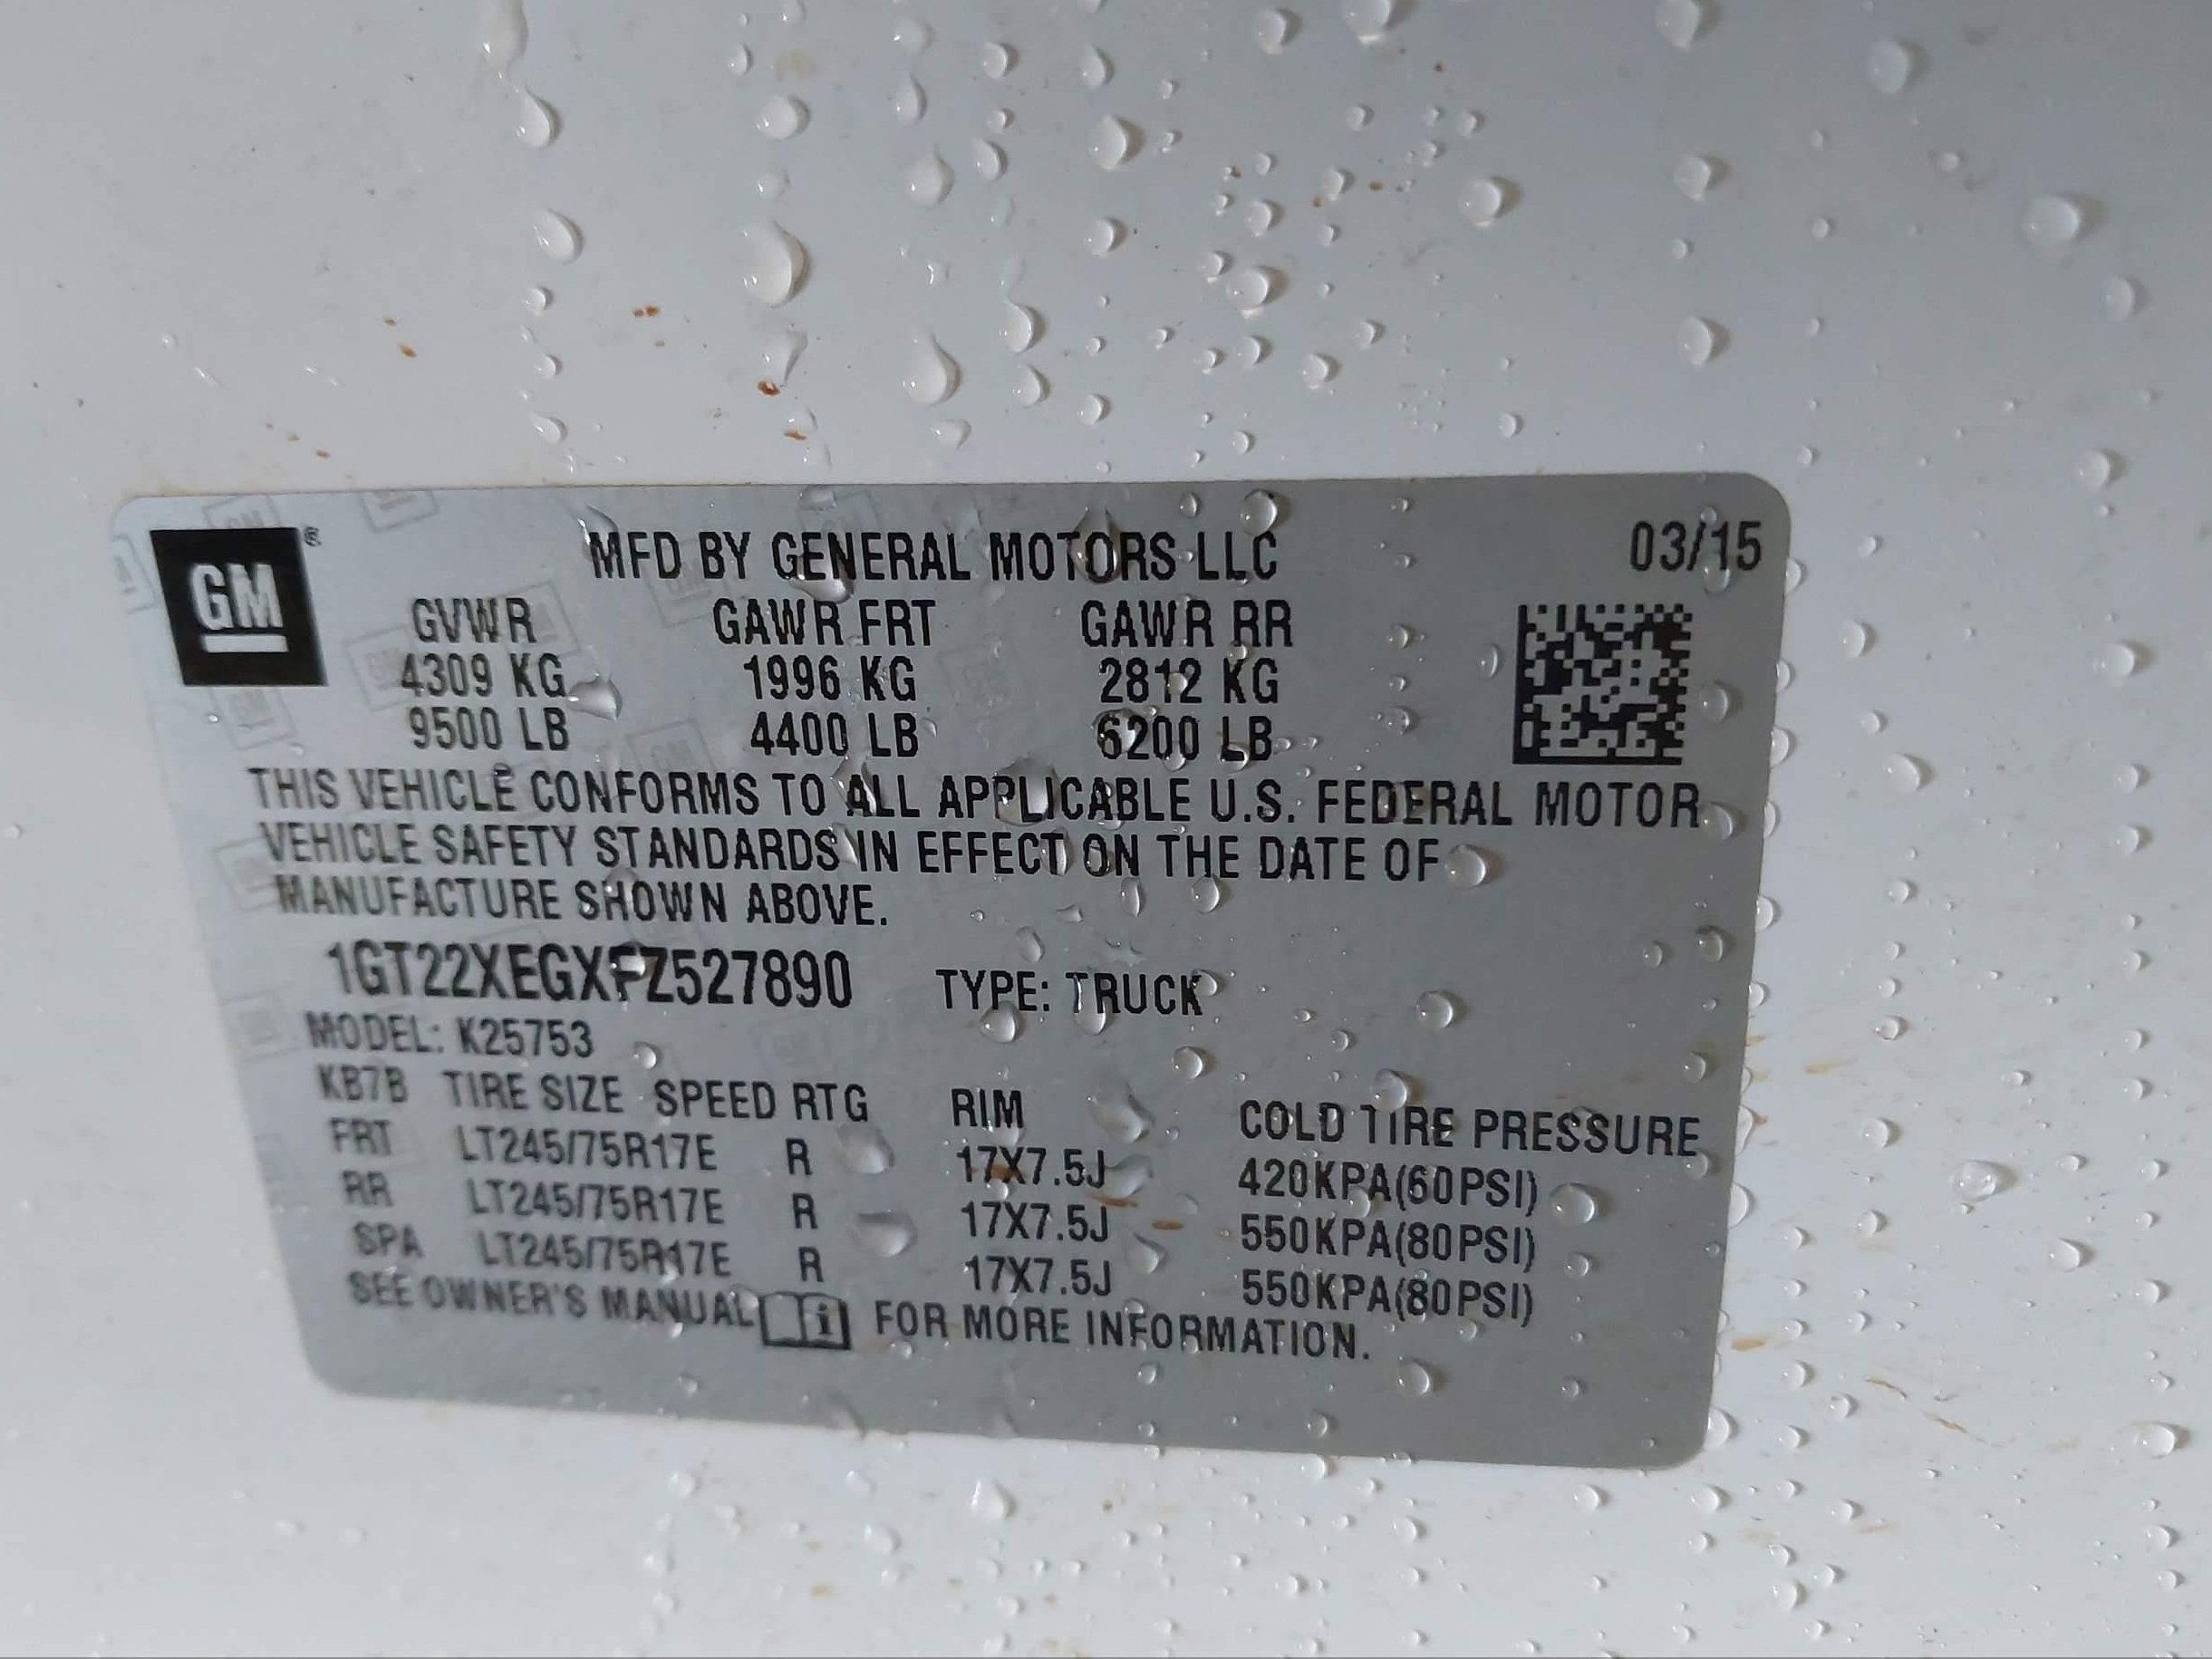 GM ®
MFD BY GENERAL MOTORS LLC 03/15
GVWR GAWR FRT GAWR RR
4309 KG 1996 KG 2812 KG
9500 LB 4400 LB 6200 LB
THIS VEHICLE CONFORMS TO ALL APPLICABLE U.S. FEDERAL MOTOR
VEHICLE SAFETY STANDARDS IN EFFECT ON THE DATE OF
MANUFACTURE SHOWN ABOVE.
1GT22XEGXFZ527890 TYPE: TRUCK
MODEL: K25753
KB7B TIRE SIZE SPEED RTG RIM COLD TIRE PRESSURE
FRT LT245/75R17E R 17X7.5J 420KPA(60PSI)
RR LT245/75R17E R 17X7.5J 550KPA(80PSI)
SPA LT245/75R17E R 17X7.5J 550KPA(80PSI)
SEE OWNER'S MANUAL i FOR MORE INFORMATION.